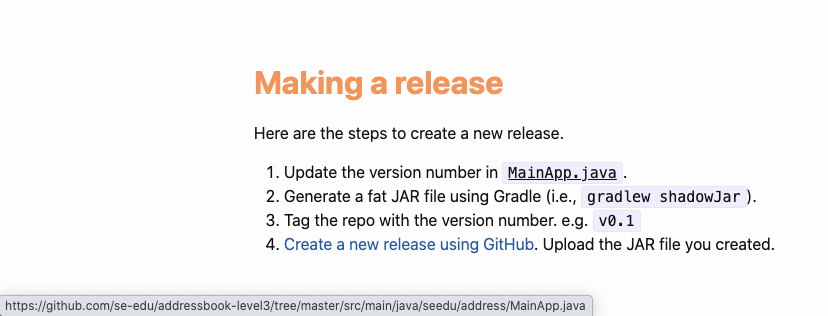 Making a release
Here are the steps to create a new release.
1. Update the version number in MainApp.java.
2. Generate a fat JAR file using Gradle (i.e., gradlew shadowJar).
3. Tag the repo with the version number. e.g. v0.1
4. Create a new release using GitHub. Upload the JAR file you created.
https://github.com/se-edu/addressbook-level3/tree/master/src/main/java/seedu/address/MainApp.java